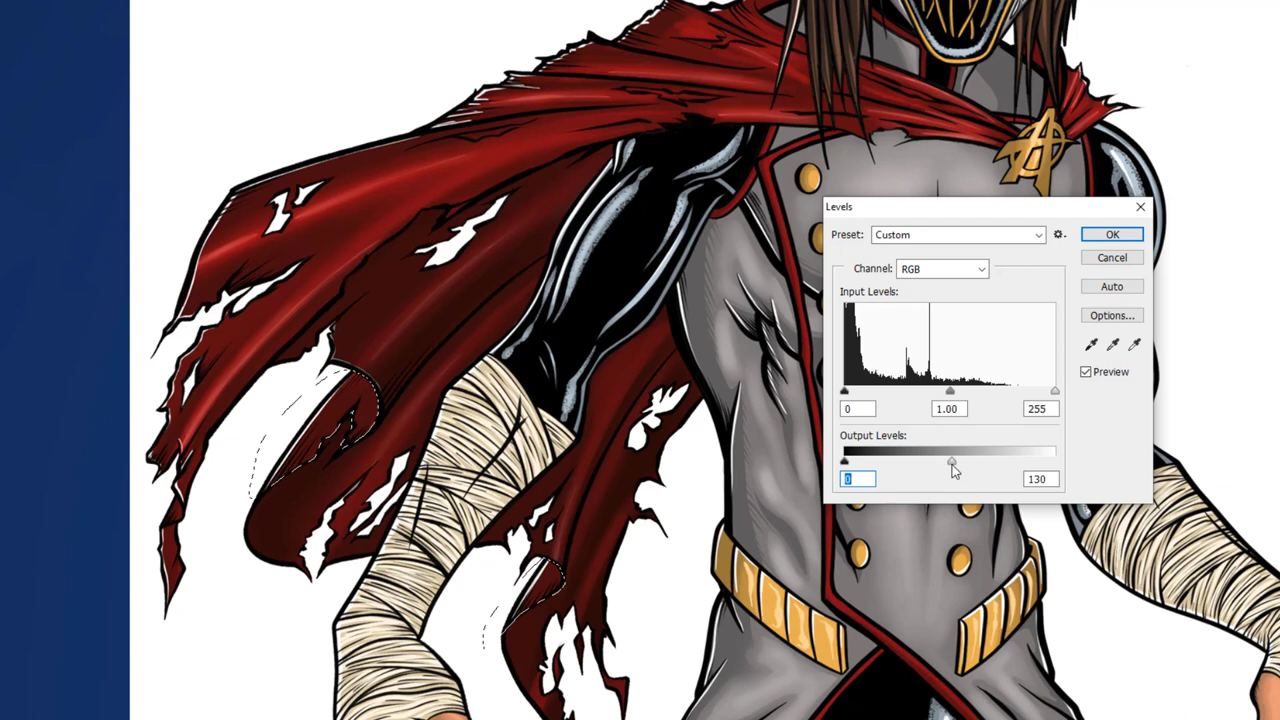 Levels
Preset: Custom
OK
Channel: RGB
Cancel
Input Levels:
Auto
Options...
Preview
0 1.00 255
Output Levels:
0 130
A